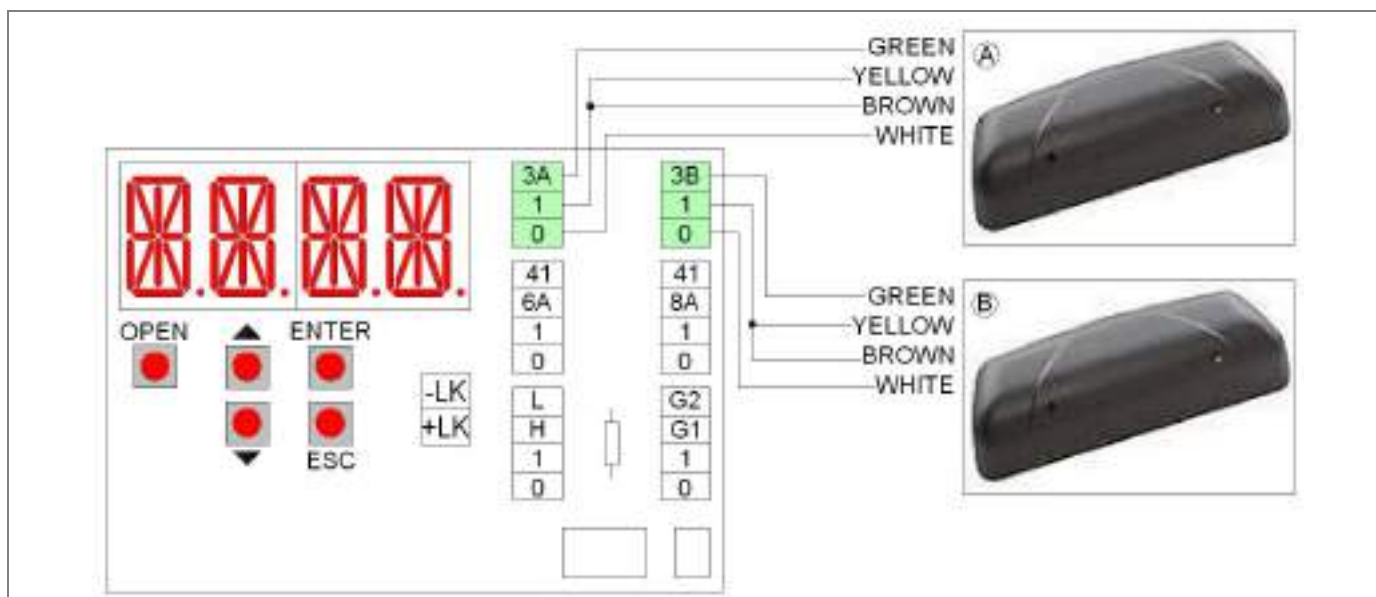 GREEN
YELLOW
BROWN
WHITE
A
3A
1
0
3B
1
0
41
6A
1
0
41
8A
1
0
OPEN
▲
ENTER
▼
ESC
-LK
+LK
L
H
1
0
G2
G1
1
0
GREEN
YELLOW
BROWN
WHITE
B